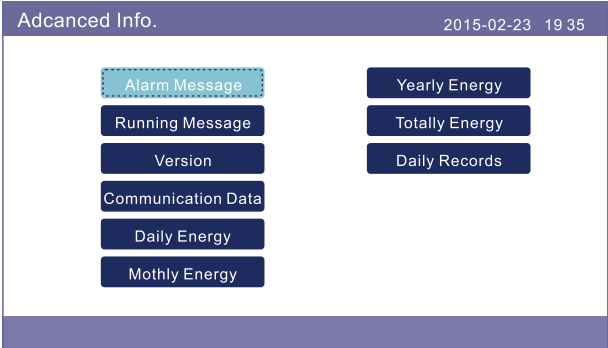 Adcanced Info.
2015-02-23 19 35
Alarm Message
Running Message
Version
Communication Data
Daily Energy
Mothly Energy
Yearly Energy
Totally Energy
Daily Records